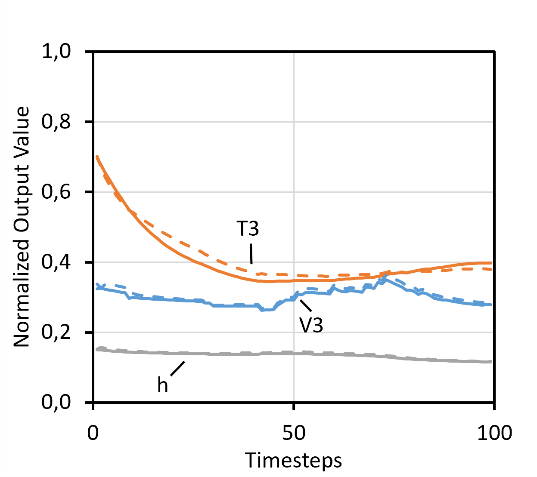 1,0
0,8
0,6
0,4
0,2
0,0
Normalized Output Value
T3
V3
h
0 50 100
Timesteps